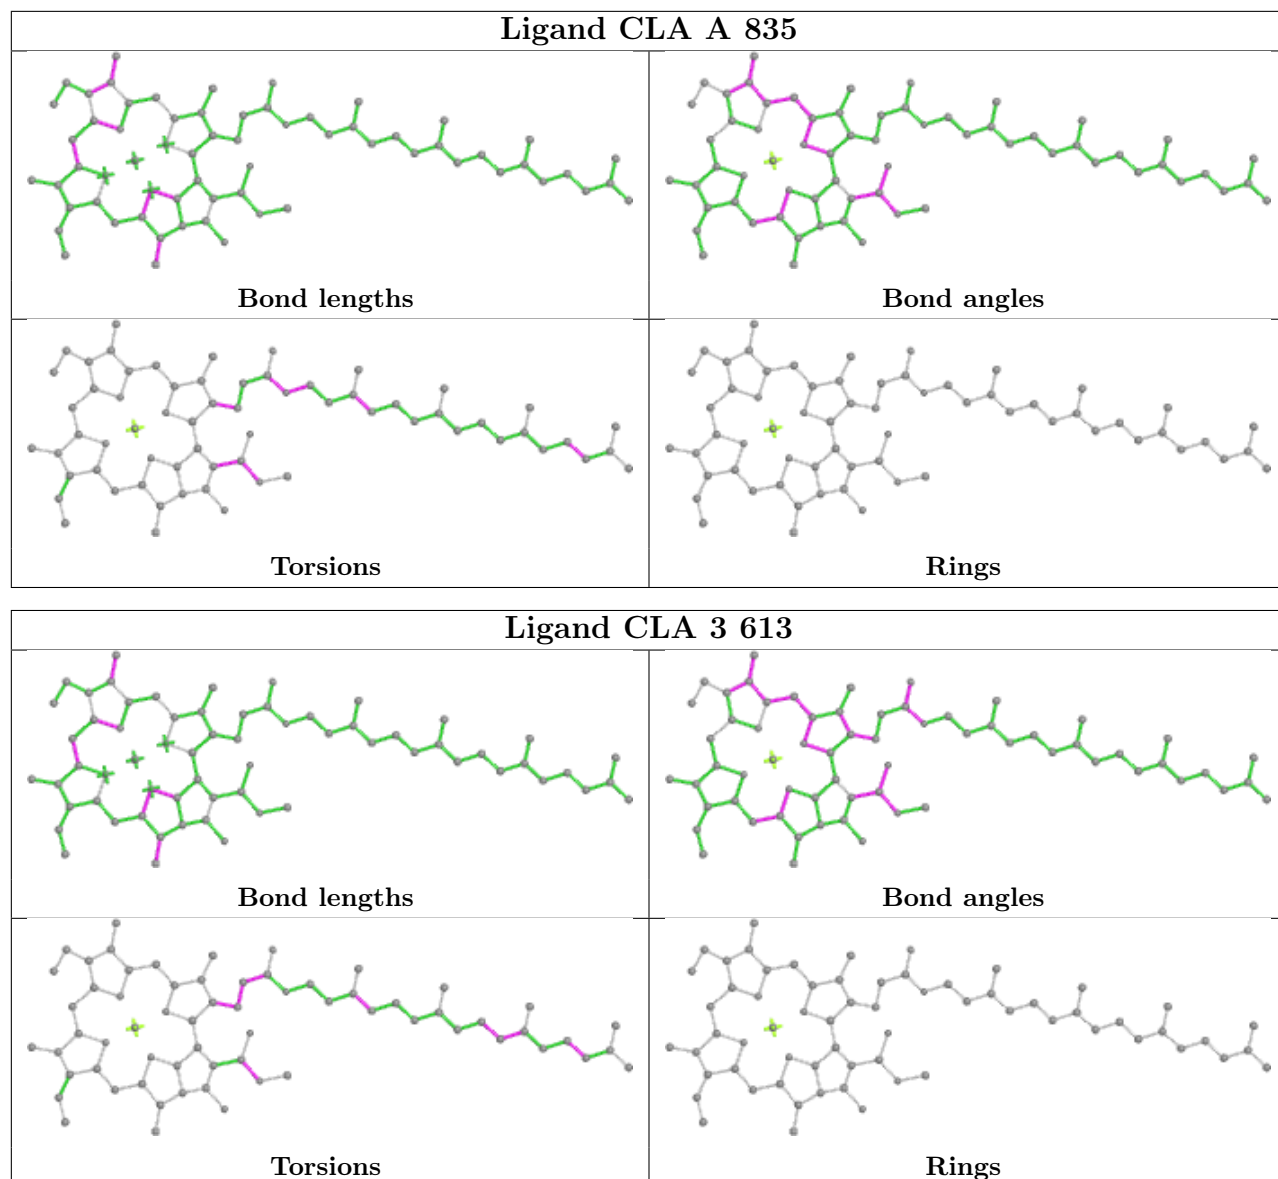 Ligand CLA A 835
Bond lengths
Bond angles
Torsions
Rings
Ligand CLA 3 613
Bond lengths
Bond angles
Torsions
Rings